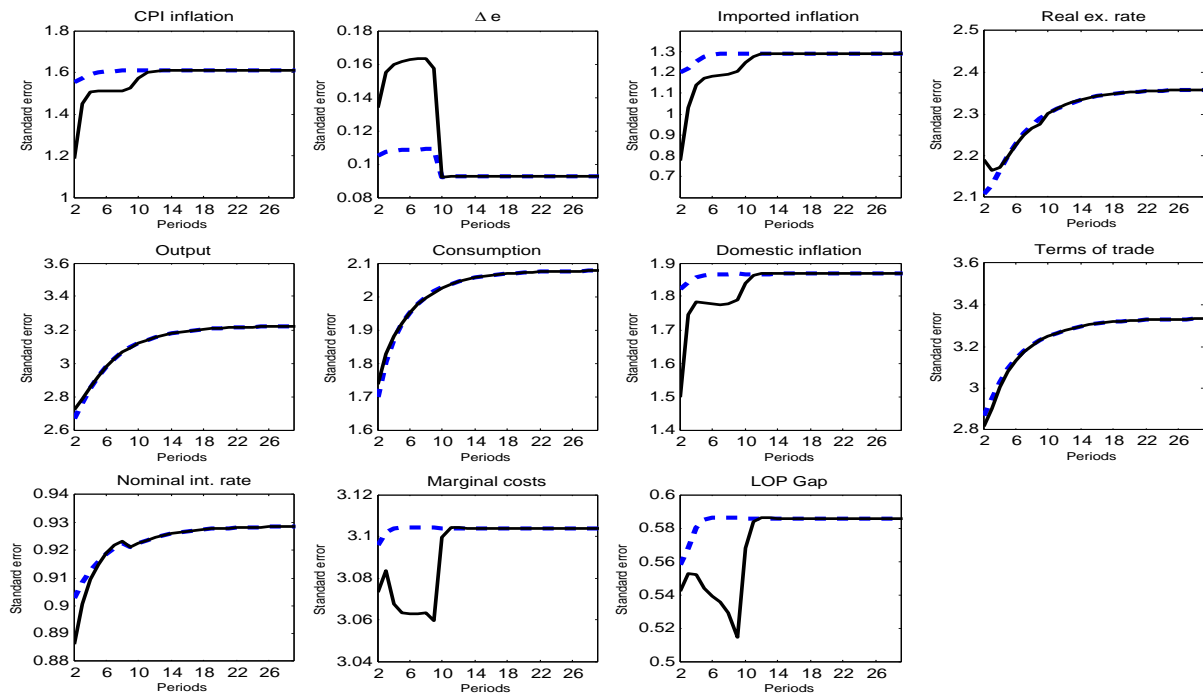 CPI inflation
1.8
1.6
1.4
1.2
1
2 6 10 14 18 22 26
Periods
Standard error
Δ e
0.18
0.16
0.14
0.12
0.1
0.08
2 6 10 14 18 22 26
Periods
Standard error
Imported inflation
1.3
1.2
1.1
1
0.9
0.8
0.7
2 6 10 14 18 22 26
Periods
Standard error
Real ex. rate
2.5
2.4
2.3
2.2
2.1
2 6 10 14 18 22 26
Periods
Standard error
Output
3.6
3.4
3.2
3
2.8
2.6
2 6 10 14 18 22 26
Periods
Standard error
Consumption
2.1
2
1.9
1.8
1.7
1.6
2 6 10 14 18 22 26
Periods
Standard error
Domestic inflation
1.9
1.8
1.7
1.6
1.5
1.4
2 6 10 14 18 22 26
Periods
Standard error
Terms of trade
3.6
3.4
3.2
3
2.8
2 6 10 14 18 22 26
Periods
Standard error
Nominal int. rate
0.94
0.93
0.92
0.91
0.9
0.89
0.88
2 6 10 14 18 22 26
Periods
Standard error
Marginal costs
3.12
3.1
3.08
3.06
3.04
2 6 10 14 18 22 26
Periods
Standard error
LOP Gap
0.6
0.58
0.56
0.54
0.52
0.5
2 6 10 14 18 22 26
Periods
Standard error